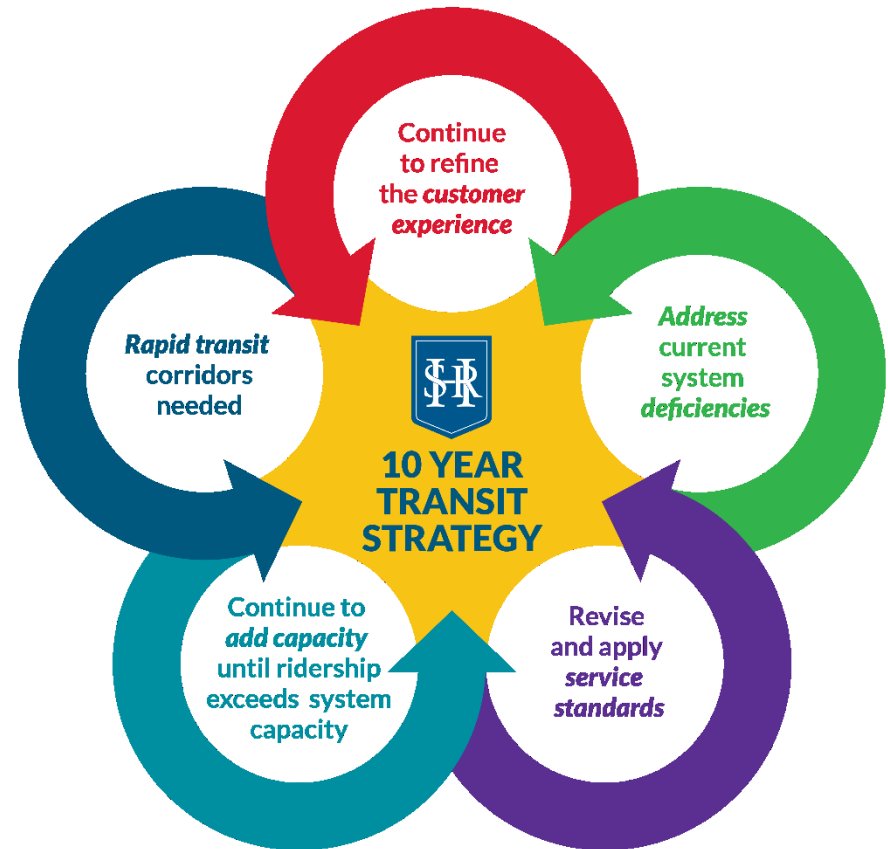 Continue
to refine
the customer
experience
Address
current
system
deficiencies
Revise
and apply
service
standards
Continue to
add capacity
until ridership
exceeds system
capacity
Rapid transit
corridors
needed
HSR
10 YEAR
TRANSIT
STRATEGY